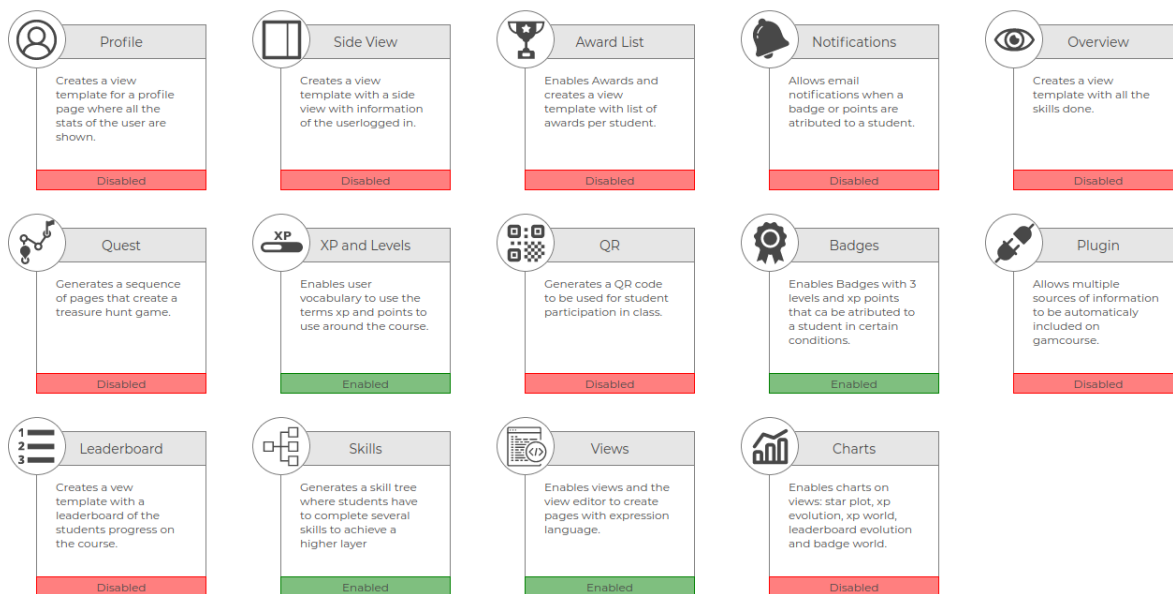 Profile
Creates a view
template for a profile
page where all the
stats of the user are
shown.
Disabled
Side View
Creates a view
template with a side
view with information
of the userlogged in.
Disabled
Award List
Enables Awards and
creates a view
template with list of
awards per student.
Disabled
Notifications
Allows email
notifications when a
badge or points are
atributed to a student.
Disabled
Overview
Creates a view
template with all the
skills done.
Disabled
Quest
Generates a sequence
of pages that create a
treasure hunt game.
Disabled
XP
XP and Levels
Enables user
vocabulary to use the
terms xp and points to
use around the course.
Enabled
QR
Generates a QR code
to be used for student
participation in class.
Disabled
Badges
Enables Badges with 3
levels and xp points
that ca be atributed to
a student in certain
conditions.
Enabled
Plugin
Allows multiple
sources of information
to be automaticaly
included on
gamcourse.
Disabled
1
2
3
Leaderboard
Creates a vew
template with a
leaderboard of the
students progress on
the course.
Disabled
Skills
Generates a skill tree
where students have
to complete several
skills to achieve a
higher layer
Enabled
</>
Views
Enables views and the
view editor to create
pages with expression
language.
Enabled
Charts
Enables charts on
views: star plot, xp
evolution, xp world,
leaderboard evolution
and badge world.
Disabled